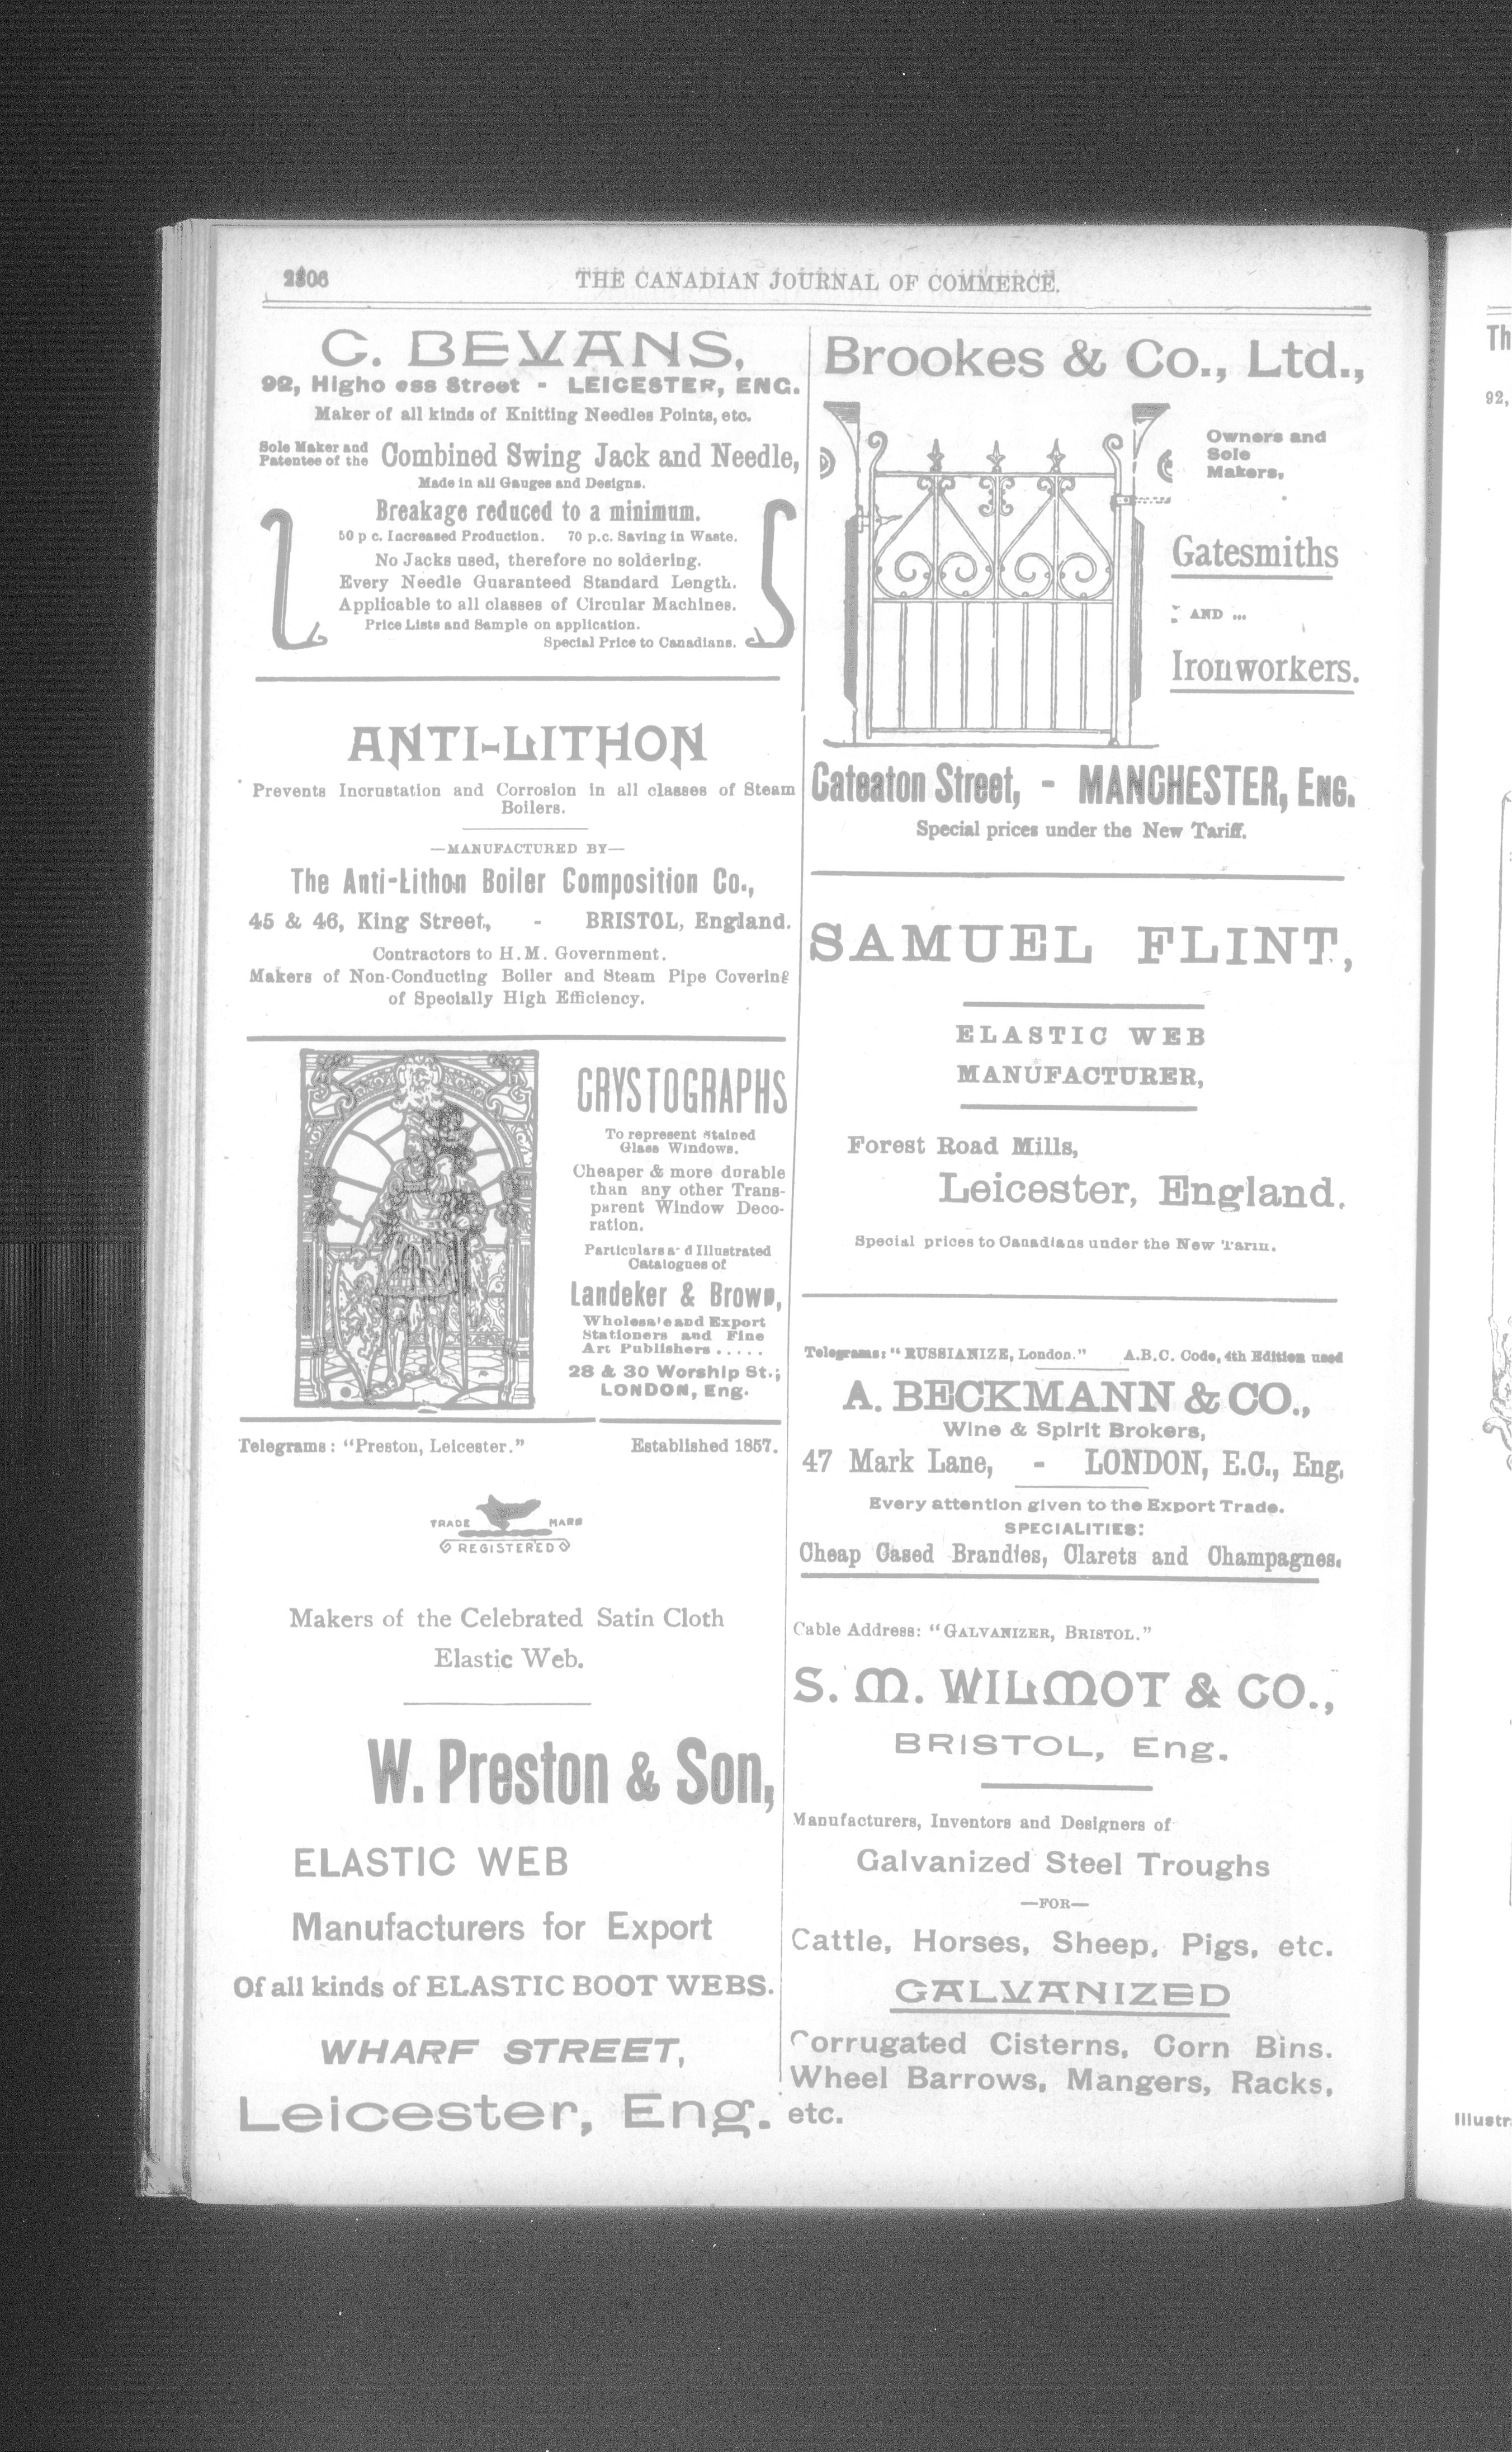 THE CANADIAN JOURNAL OF COMMERCE.
C. BEVANS,
92, Higho ess Street - LEICESTER, ENG.
Maker of all kinds of Knitting Needles Points, etc.
Sole Maker and
Patentee of the
Combined Swing Jack and Needle,
Made in all Gauges and Designs.
Breakage reduced to a minimum.
50 p c. Increased Production. 70 p.c. Saving in Waste.
No Jacks used, therefore no soldering.
Every Needle Guaranteed Standard Length.
Applicable to all classes of Circular Machines.
Price Lists and Sample on application.
Special Price to Canadians.
ANTI-LITHON
Prevents Incrustation and Corrosion in all classes of Steam
Boilers.
—MANUFACTURED BY—
The Anti-Lithon Boiler Composition Co.,
45 & 46, King Street, - BRISTOL, England.
Contractors to H.M. Government.
Makers of Non-Conducting Boiler and Steam Pipe Covering
of Specially High Efficiency.
CRYSTOGRAPHS
To represent Stained
Glass Windows.
Cheaper & more durable
than any other Trans-
parent Window Deco-
ration.
Particulars a d Illustrated
Catalogues of
Landeker & Brown,
Wholesale and Export
Stationers and Fine
Art Publishers . . . . .
28 & 30 Worship St.;
LONDON, Eng.
Telegrams: "Preston, Leicester." Established 1857.
TRADE MARK
REGISTERED
Makers of the Celebrated Satin Cloth
Elastic Web.
W. Preston & Son,
ELASTIC WEB
Manufacturers for Export
Of all kinds of ELASTIC BOOT WEBS.
WHARF STREET,
Leicester, Eng.
Brookes & Co., Ltd.,
Owners and
Sole
Makers,
Gatesmiths
AND ...
Ironworkers.
Cateaton Street, - MANCHESTER, ENG.
Special prices under the New Tariff.
SAMUEL FLINT,
ELASTIC WEB
MANUFACTURER,
Forest Road Mills,
Leicester, England.
Special prices to Canadians under the New Tariff.
Telegrams: "RUSSIANIZE, London." A.B.C. Code, 4th Edition used
A. BECKMANN & CO.,
Wine & Spirit Brokers,
47 Mark Lane, - LONDON, E.C., Eng.
Every attention given to the Export Trade.
SPECIALITIES:
Cheap Cased Brandies, Clarets and Champagnes.
Cable Address: "GALVANIZER, BRISTOL."
S. M. WILMOT & CO.,
BRISTOL, Eng.
Manufacturers, Inventors and Designers of
Galvanized Steel Troughs
—FOR—
Cattle, Horses, Sheep, Pigs, etc.
GALVANIZED
Corrugated Cisterns, Corn Bins.
Wheel Barrows, Mangers, Racks,
etc.
Th
92,
Illustr